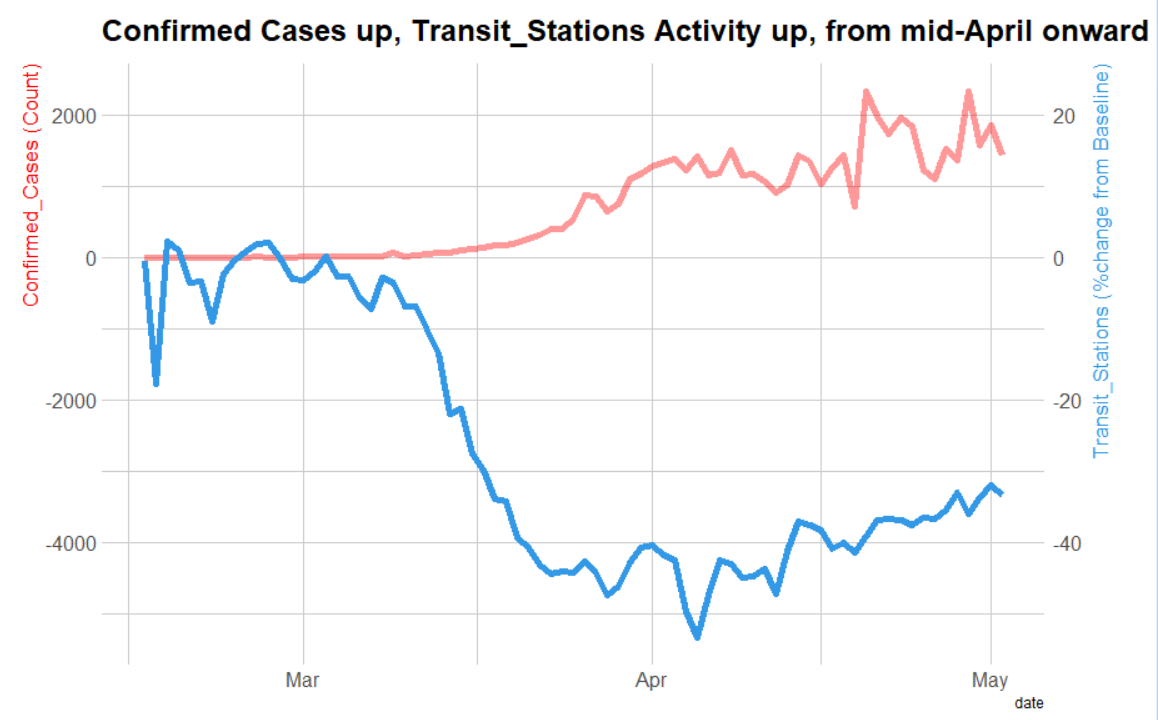 Confirmed Cases up, Transit_Stations Activity up, from mid-April onward
Confirmed_Cases (Count)
2000
0
-2000
-4000
20
0
-20
-40
Transit_Stations (%change from Baseline)
Mar
Apr
May
date